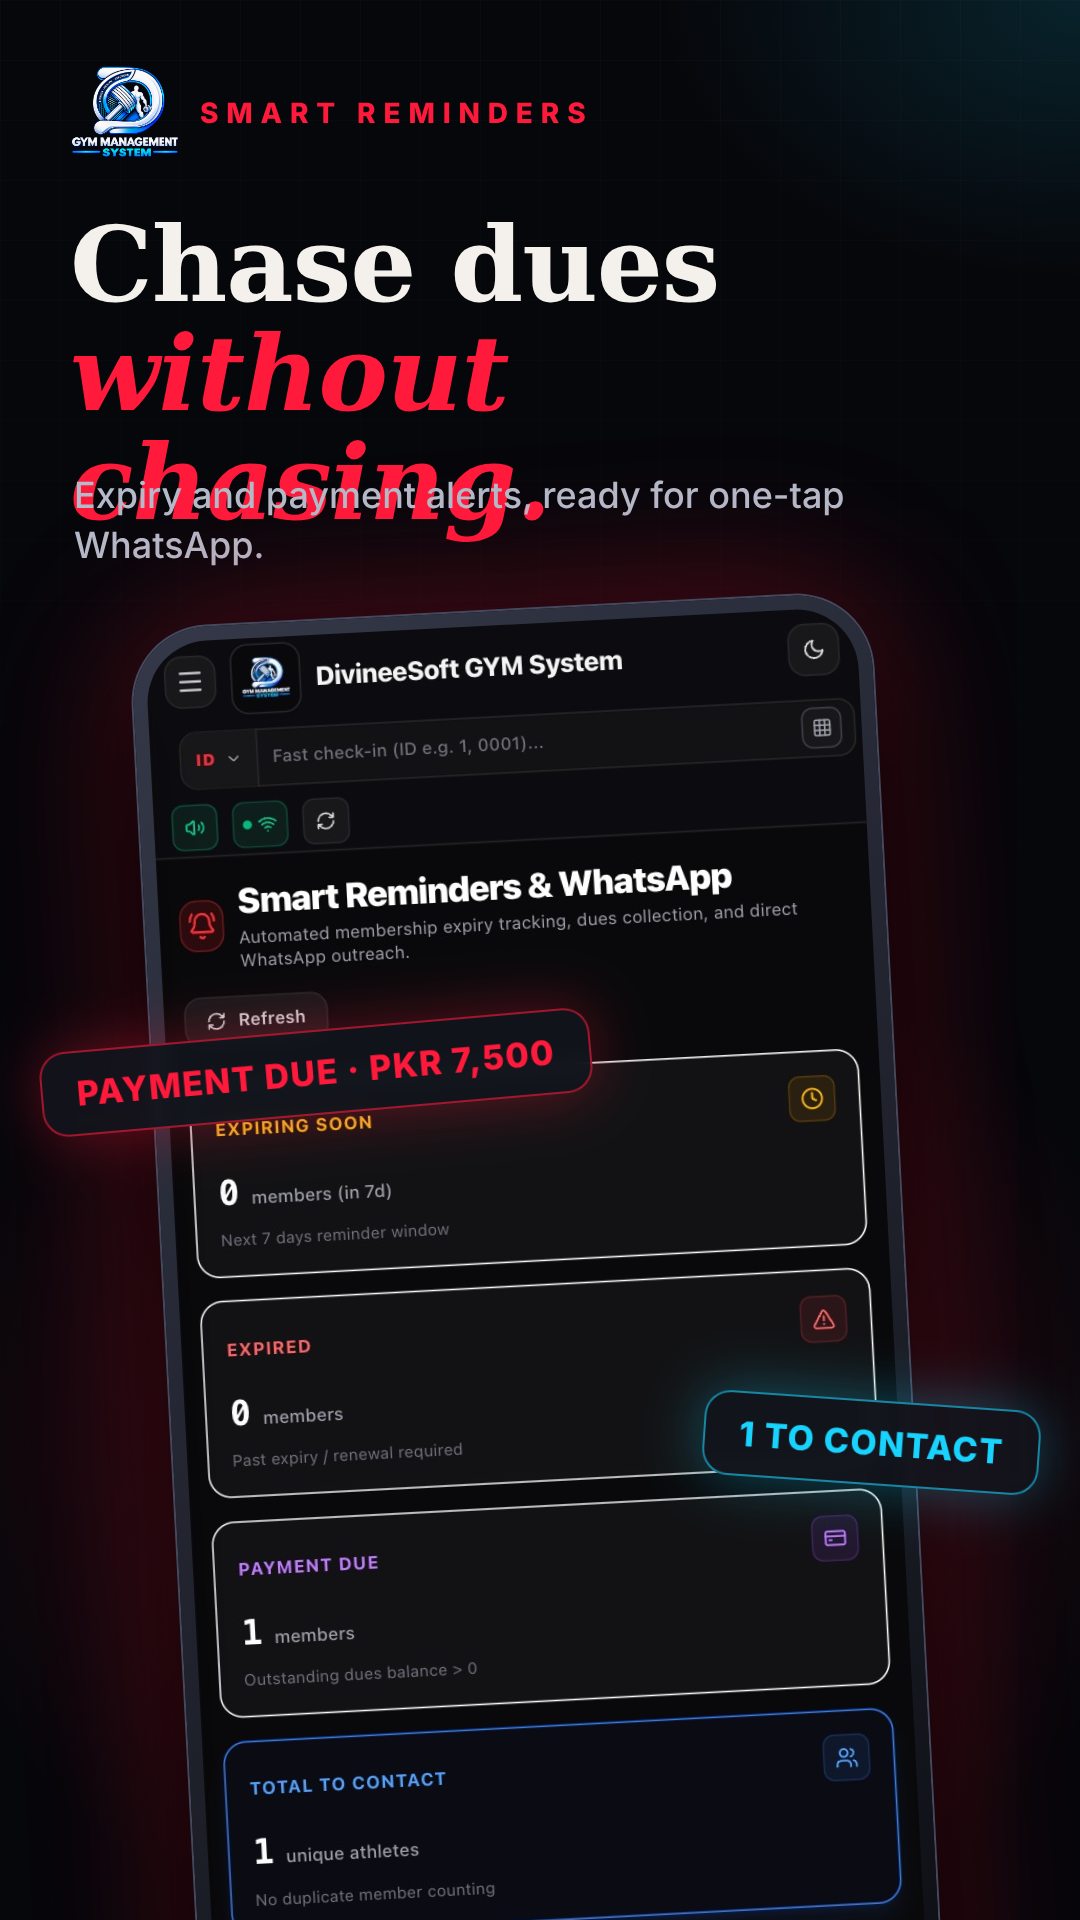 GYM MANAGEMENT
SYSTEM
SMART REMINDERS
Chase dues
without
chasing.
Expiry and payment alerts, ready for one-tap
WhatsApp.
GYM MANAGEMENT
SYSTEM
DivineeSoft GYM System
ID
Fast check-in (ID e.g. 1, 0001)...
Smart Reminders & WhatsApp
Automated membership expiry tracking, dues collection, and direct
WhatsApp outreach.
Refresh
PAYMENT DUE · PKR 7,500
EXPIRING SOON
0 members (in 7d)
Next 7 days reminder window
EXPIRED
0 members
Past expiry / renewal required
1 TO CONTACT
PAYMENT DUE
1 members
Outstanding dues balance > 0
TOTAL TO CONTACT
1 unique athletes
No duplicate member counting